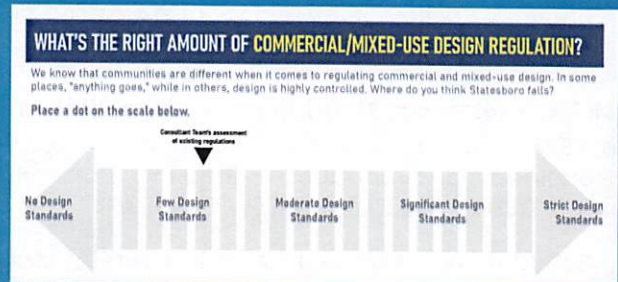 WHAT'S THE RIGHT AMOUNT OF COMMERCIAL/MIXED-USE DESIGN REGULATION?
We know that communities are different when it comes to regulating commercial and mixed-use design. In some
places, "anything goes," while in others, design is highly controlled. Where do you think Statesboro falls?
Place a dot on the scale below.
Consultant Team's assessment
of existing regulations
No Design
Standards
Few Design
Standards
Moderate Design
Standards
Significant Design
Standards
Strict Design
Standards